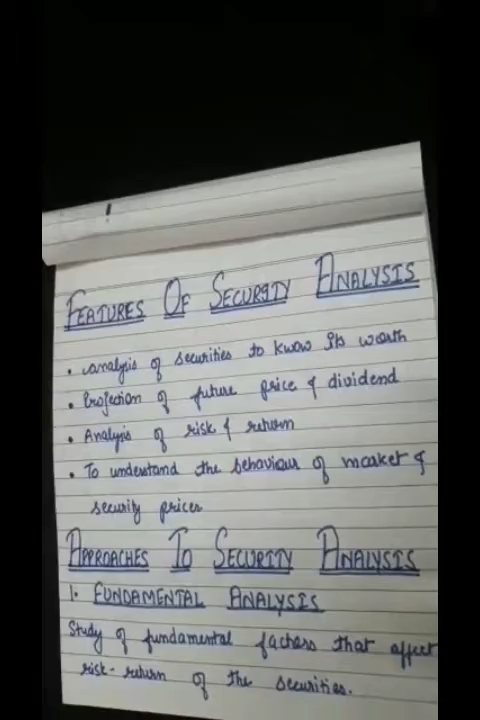 FEATURES OF SECURITY ANALYSIS
• Analysis of securities to know its worth
• Projection of future price & dividend
• Analysis of risk & return
• To understand the behaviour of market &
security prices
APPROACHES TO SECURITY ANALYSIS
1. FUNDAMENTAL ANALYSIS
Study of fundamental factors that affect
risk-return of the securities.